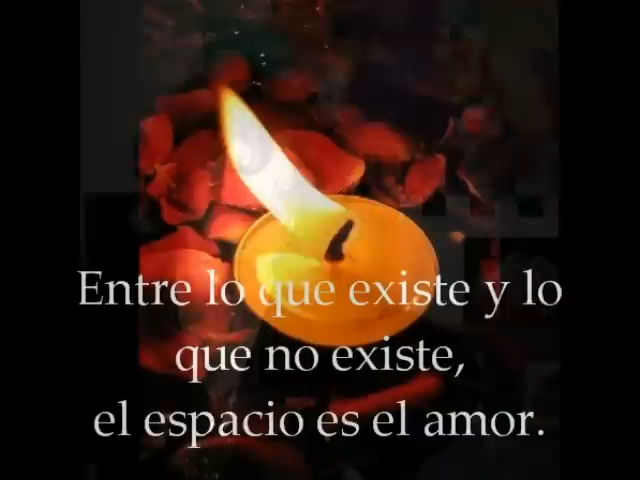 Entre lo que existe y lo
que no existe,
el espacio es el amor.